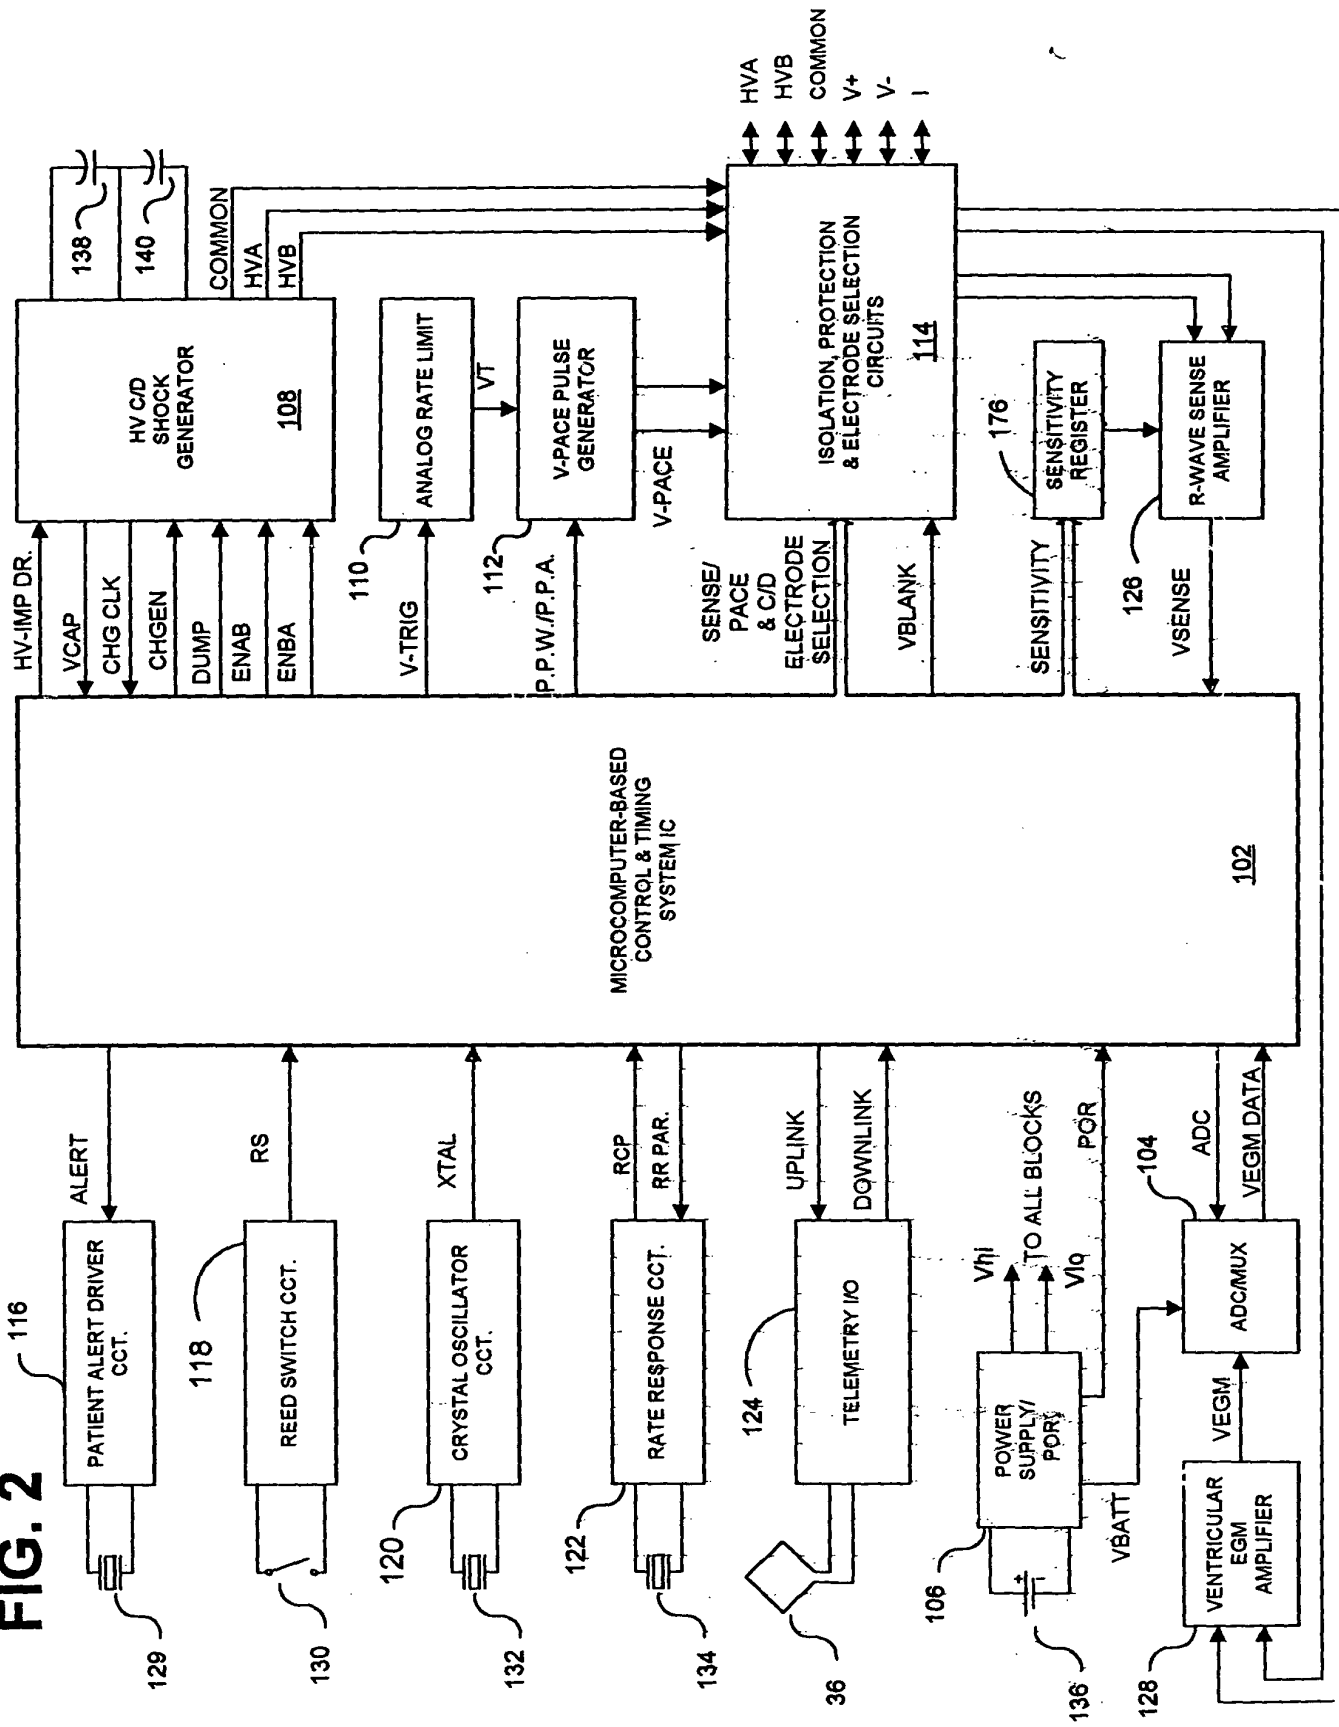 FIG. 2
116
PATIENT ALERT DRIVER
CCT.
129
ALERT
118
REED SWITCH CCT.
130
RS
120
CRYSTAL OSCILLATOR
CCT.
132
XTAL
122
RATE RESPONSE CCT.
134
RCP
RR PAR.
124
TELEMETRY I/O
36
UPLINK
DOWNLINK
106
POWER
SUPPLY/
POR
136
Vhi
Vlo
TO ALL BLOCKS
POR
VBATT
104
ADC/MUX
ADC
VEGM DATA
VEGM
128
VENTRICULAR
EGM
AMPLIFIER
MICROCOMPUTER-BASED
CONTROL & TIMING
SYSTEM IC
102
HV-IMP DR.
VCAP
CHG CLK
CHGEN
DUMP
ENAB
ENBA
HV C/D
SHOCK
GENERATOR
108
138
140
COMMON
HVA
HVB
V-TRIG
110
ANALOG RATE LIMIT
VT
P.P.W./P.P.A.
112
V-PACE PULSE
GENERATOR
V-PACE
SENSE/
PACE
& C/D
ELECTRODE
SELECTION
VBLANK
ISOLATION, PROTECTION
& ELECTRODE SELECTION
CIRCUITS
114
HVA
HVB
COMMON
V+
V-
I
SENSITIVITY
176
SENSITIVITY
REGISTER
VSENSE
126
R-WAVE SENSE
AMPLIFIER